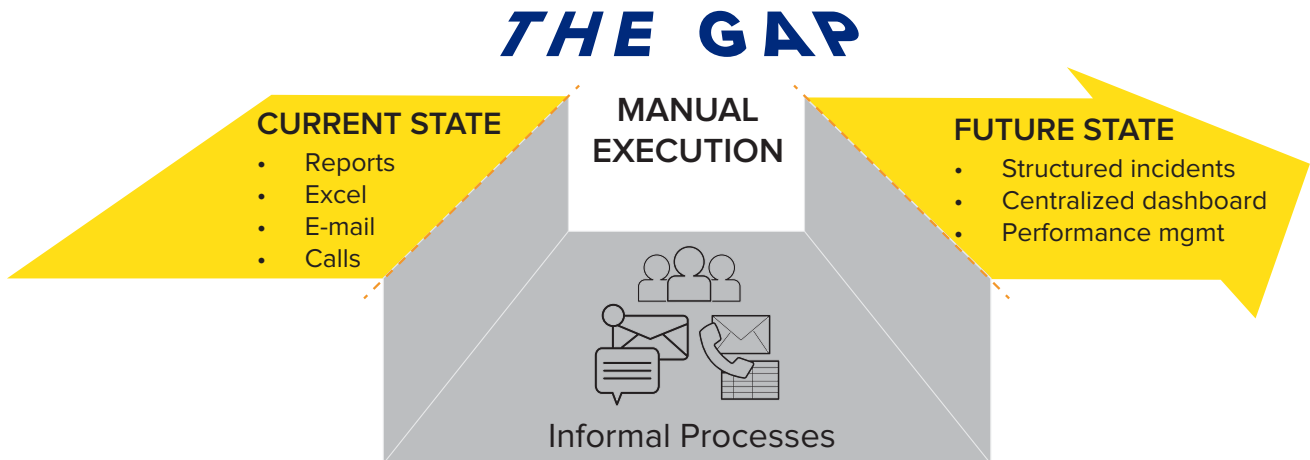 THE GAP
CURRENT STATE
• Reports
• Excel
• E-mail
• Calls
MANUAL
EXECUTION
FUTURE STATE
• Structured incidents
• Centralized dashboard
• Performance mgmt
Informal Processes